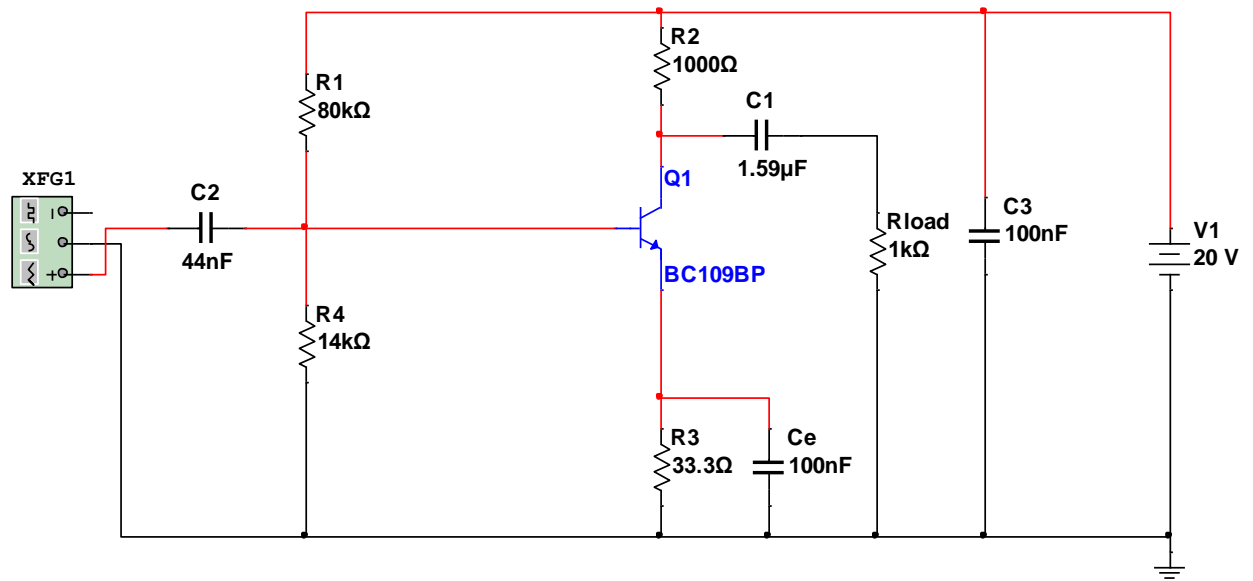 R2
1000Ω
R1
80kΩ
C1
1.59µF
XFG1
C2
44nF
Q1
BC109BP
Rload
1kΩ
C3
100nF
V1
20 V
R4
14kΩ
R3
33.3Ω
Ce
100nF